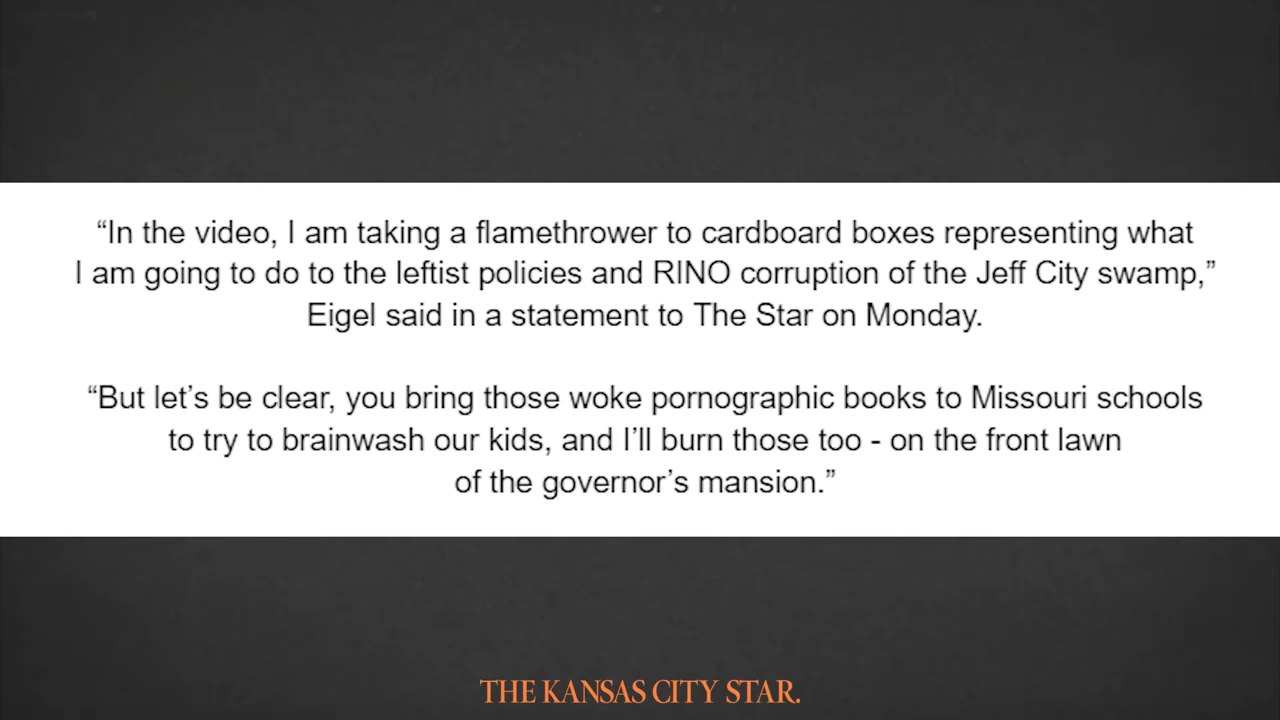 “In the video, I am taking a flamethrower to cardboard boxes representing what
I am going to do to the leftist policies and RINO corruption of the Jeff City swamp,”
Eigel said in a statement to The Star on Monday.
“But let’s be clear, you bring those woke pornographic books to Missouri schools
to try to brainwash our kids, and I’ll burn those too - on the front lawn
of the governor’s mansion.”
THE KANSAS CITY STAR.